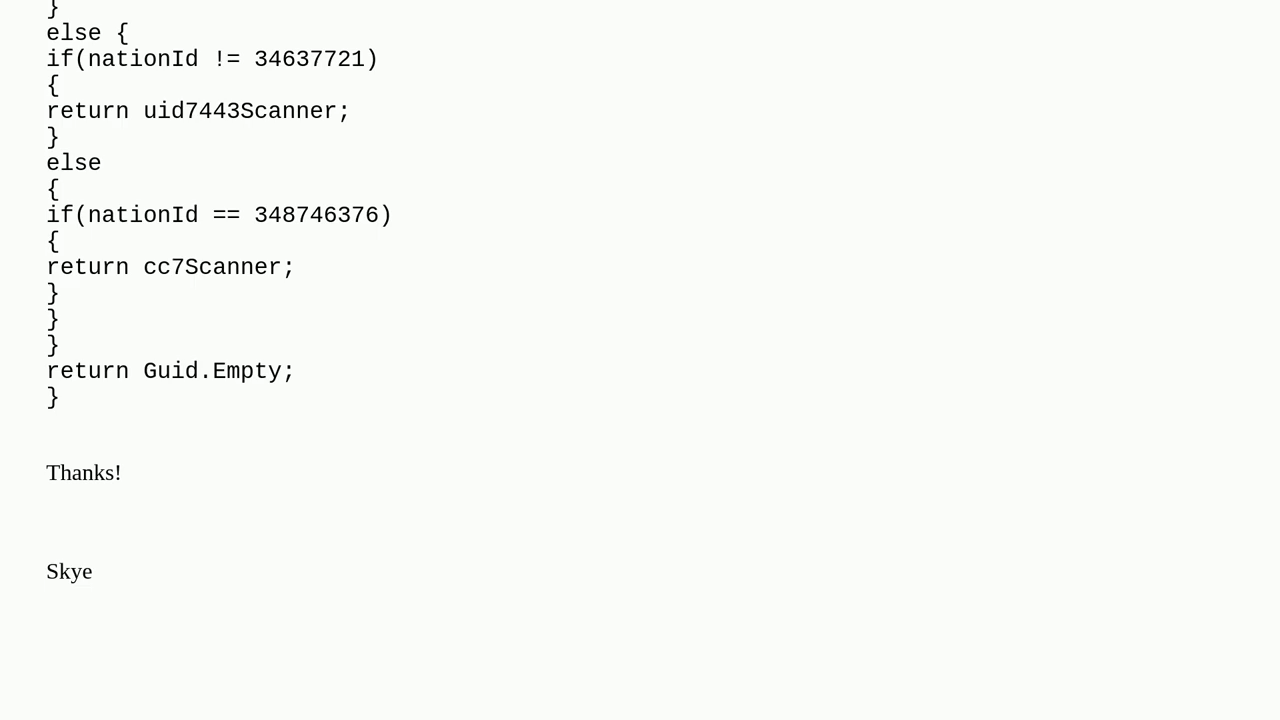 }
else {
if(nationId != 34637721)
{
return uid7443Scanner;
}
else
{
if(nationId == 348746376)
{
return cc7Scanner;
}
}
}
return Guid.Empty;
}
Thanks!
Skye